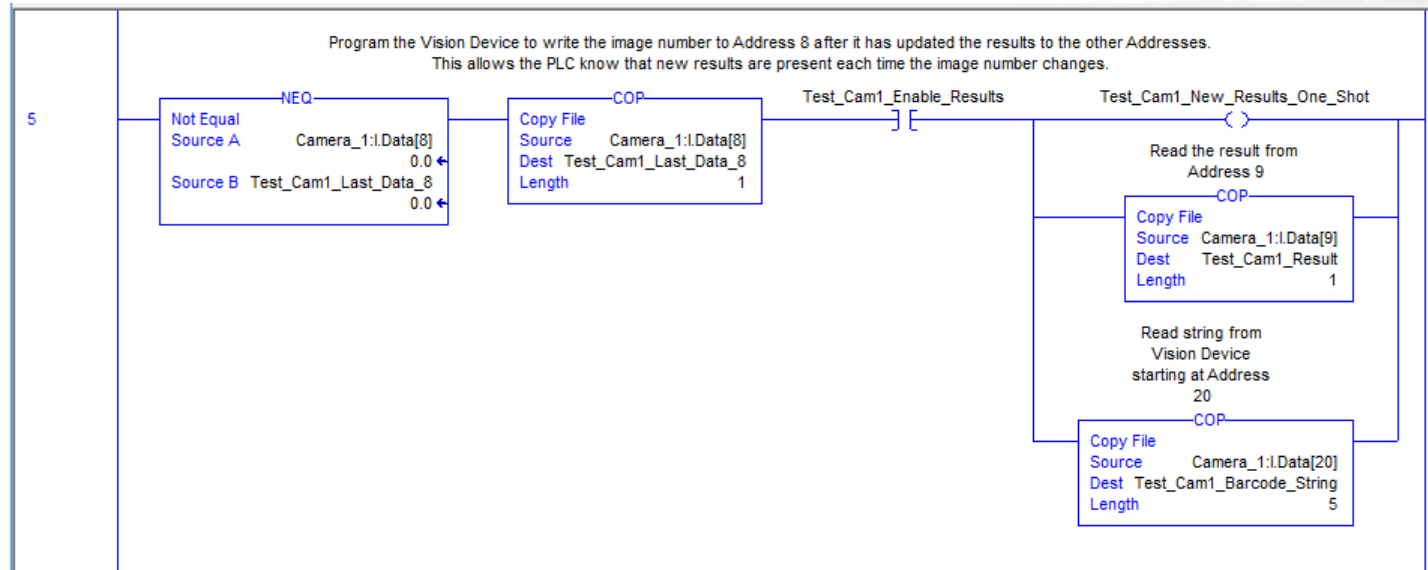 Program the Vision Device to write the image number to Address 8 after it has updated the results to the other Addresses.
This allows the PLC know that new results are present each time the image number changes.
5
NEQ
Not Equal
Source A Camera_1:I.Data[8]
0.0
Source B Test_Cam1_Last_Data_8
0.0
COP
Copy File
Source Camera_1:I.Data[8]
Dest Test_Cam1_Last_Data_8
Length 1
Test_Cam1_Enable_Results
Test_Cam1_New_Results_One_Shot
Read the result from
Address 9
COP
Copy File
Source Camera_1:I.Data[9]
Dest Test_Cam1_Result
Length 1
Read string from
Vision Device
starting at Address
20
COP
Copy File
Source Camera_1:I.Data[20]
Dest Test_Cam1_Barcode_String
Length 5